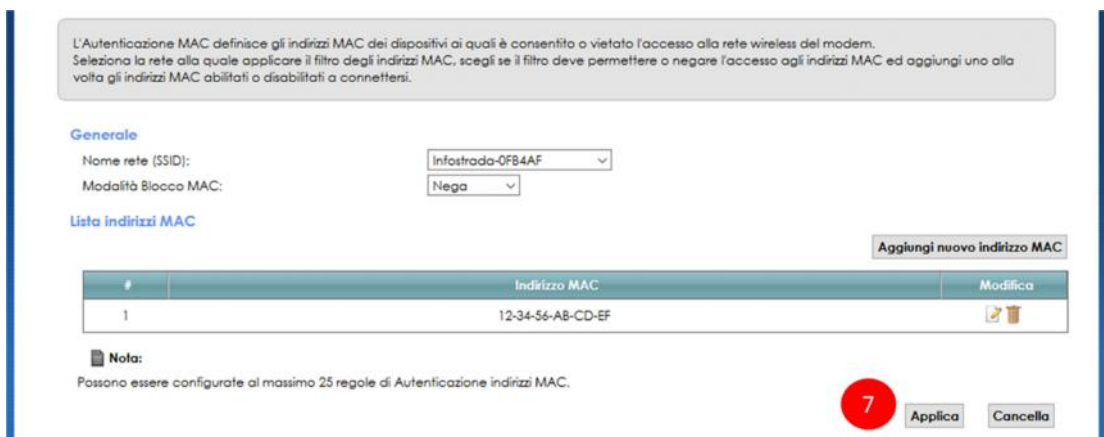 L'Autenticazione MAC definisce gli indirizzi MAC dei dispositivi ai quali è consentito o vietato l'accesso alla rete wireless del modem.
Seleziona la rete alla quale applicare il filtro degli indirizzi MAC, scegli se il filtro deve permettere o negare l'accesso agli indirizzi MAC ed aggiungi uno alla
volta gli indirizzi MAC abilitati o disabilitati a connettersi.
Generale
Nome rete (SSID): Infostrada-0FB4AF
Modalità Blocco MAC: Nega
Lista indirizzi MAC
Aggiungi nuovo indirizzo MAC
# Indirizzo MAC Modifica
1 12-34-56-AB-CD-EF
Nota:
Possono essere configurate al massimo 25 regole di Autenticazione indirizzi MAC.
7 Applica Cancella